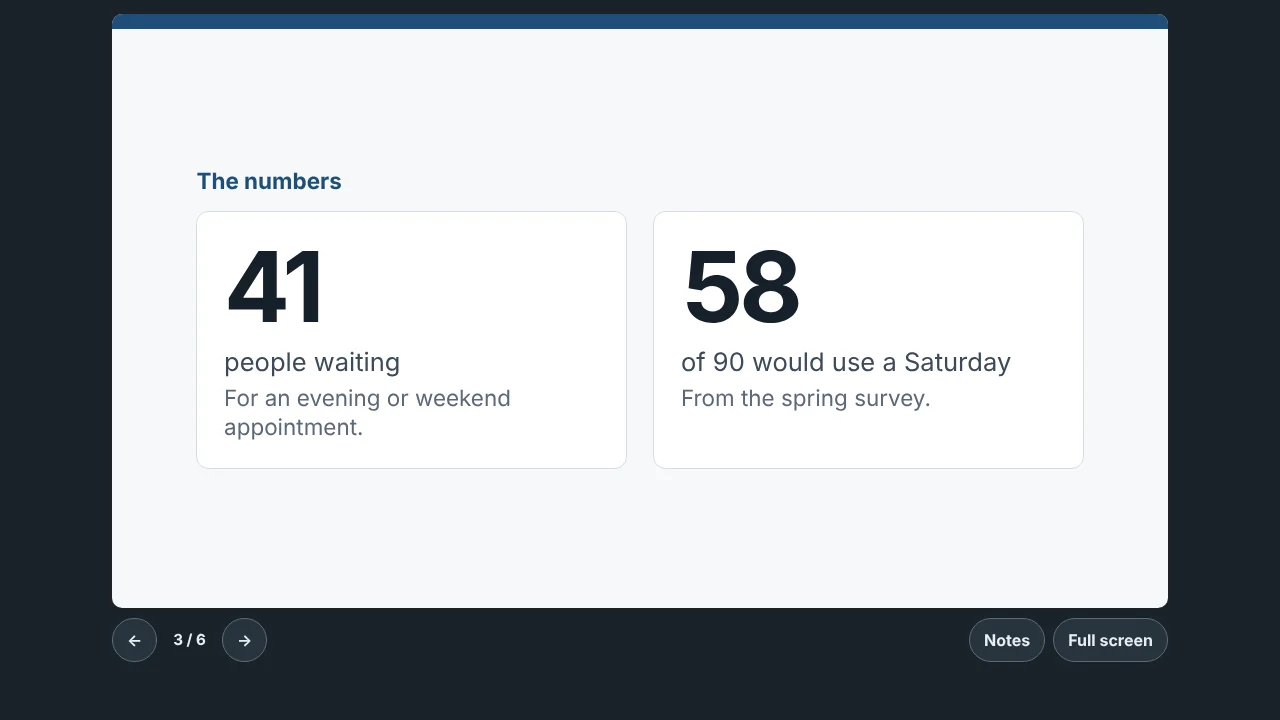 The numbers
41
people waiting
For an evening or weekend
appointment.
58
of 90 would use a Saturday
From the spring survey.
←
3 / 6
→
Notes
Full screen